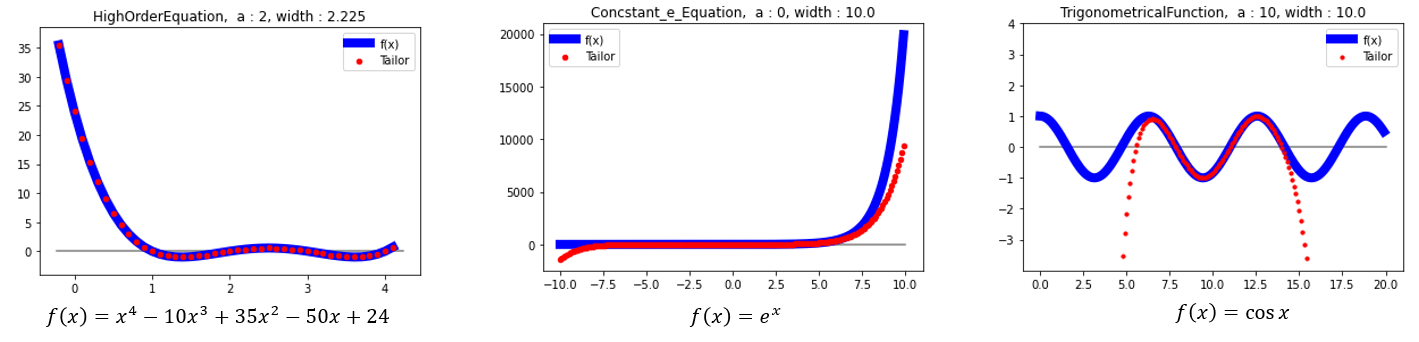 HighOrderEquation,  a : 2, width : 2.225
f(x)
Tailor
35
30
25
20
15
10
5
0
0 1 2 3 4
f(x) = x⁴ − 10x³ + 35x² − 50x + 24
Concstant_e_Equation,  a : 0, width : 10.0
f(x)
Tailor
20000
15000
10000
5000
0
−10.0 −7.5 −5.0 −2.5 0.0 2.5 5.0 7.5 10.0
f(x) = eˣ
TrigonometricalFunction,  a : 10, width : 10.0
f(x)
Tailor
4
3
2
1
0
−1
−2
−3
0.0 2.5 5.0 7.5 10.0 12.5 15.0 17.5 20.0
f(x) = cos x